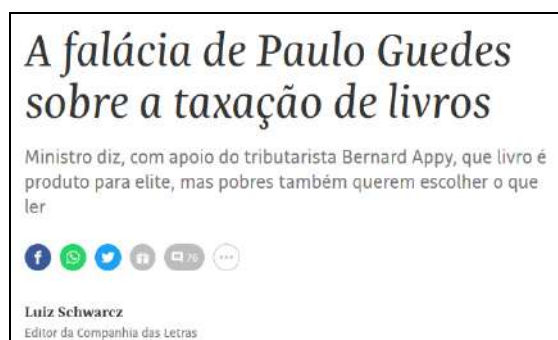 A falácia de Paulo Guedes
sobre a taxação de livros
Ministro diz, com apoio do tributarista Bernard Appy, que livro é
produto para elite, mas pobres também querem escolher o que
ler
76
Luiz Schwarcz
Editor da Companhia das Letras